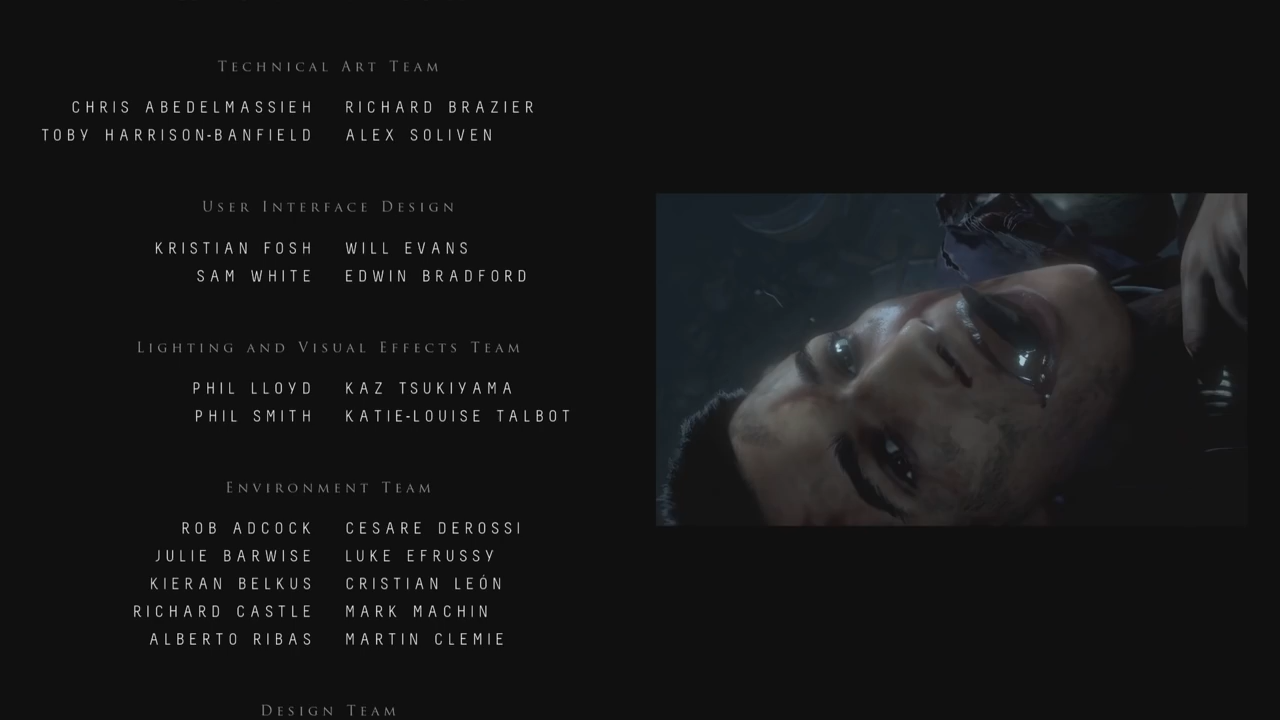 Technical Art Team
CHRIS ABEDELMASSIEH RICHARD BRAZIER
TOBY HARRISON-BANFIELD ALEX SOLIVEN
User Interface Design
KRISTIAN FOSH WILL EVANS
SAM WHITE EDWIN BRADFORD
Lighting and Visual Effects Team
PHIL LLOYD KAZ TSUKIYAMA
PHIL SMITH KATIE-LOUISE TALBOT
Environment Team
ROB ADCOCK CESARE DEROSSI
JULIE BARWISE LUKE EFRUSSY
KIERAN BELKUS CRISTIAN LEÓN
RICHARD CASTLE MARK MACHIN
ALBERTO RIBAS MARTIN CLEMIE
Design Team